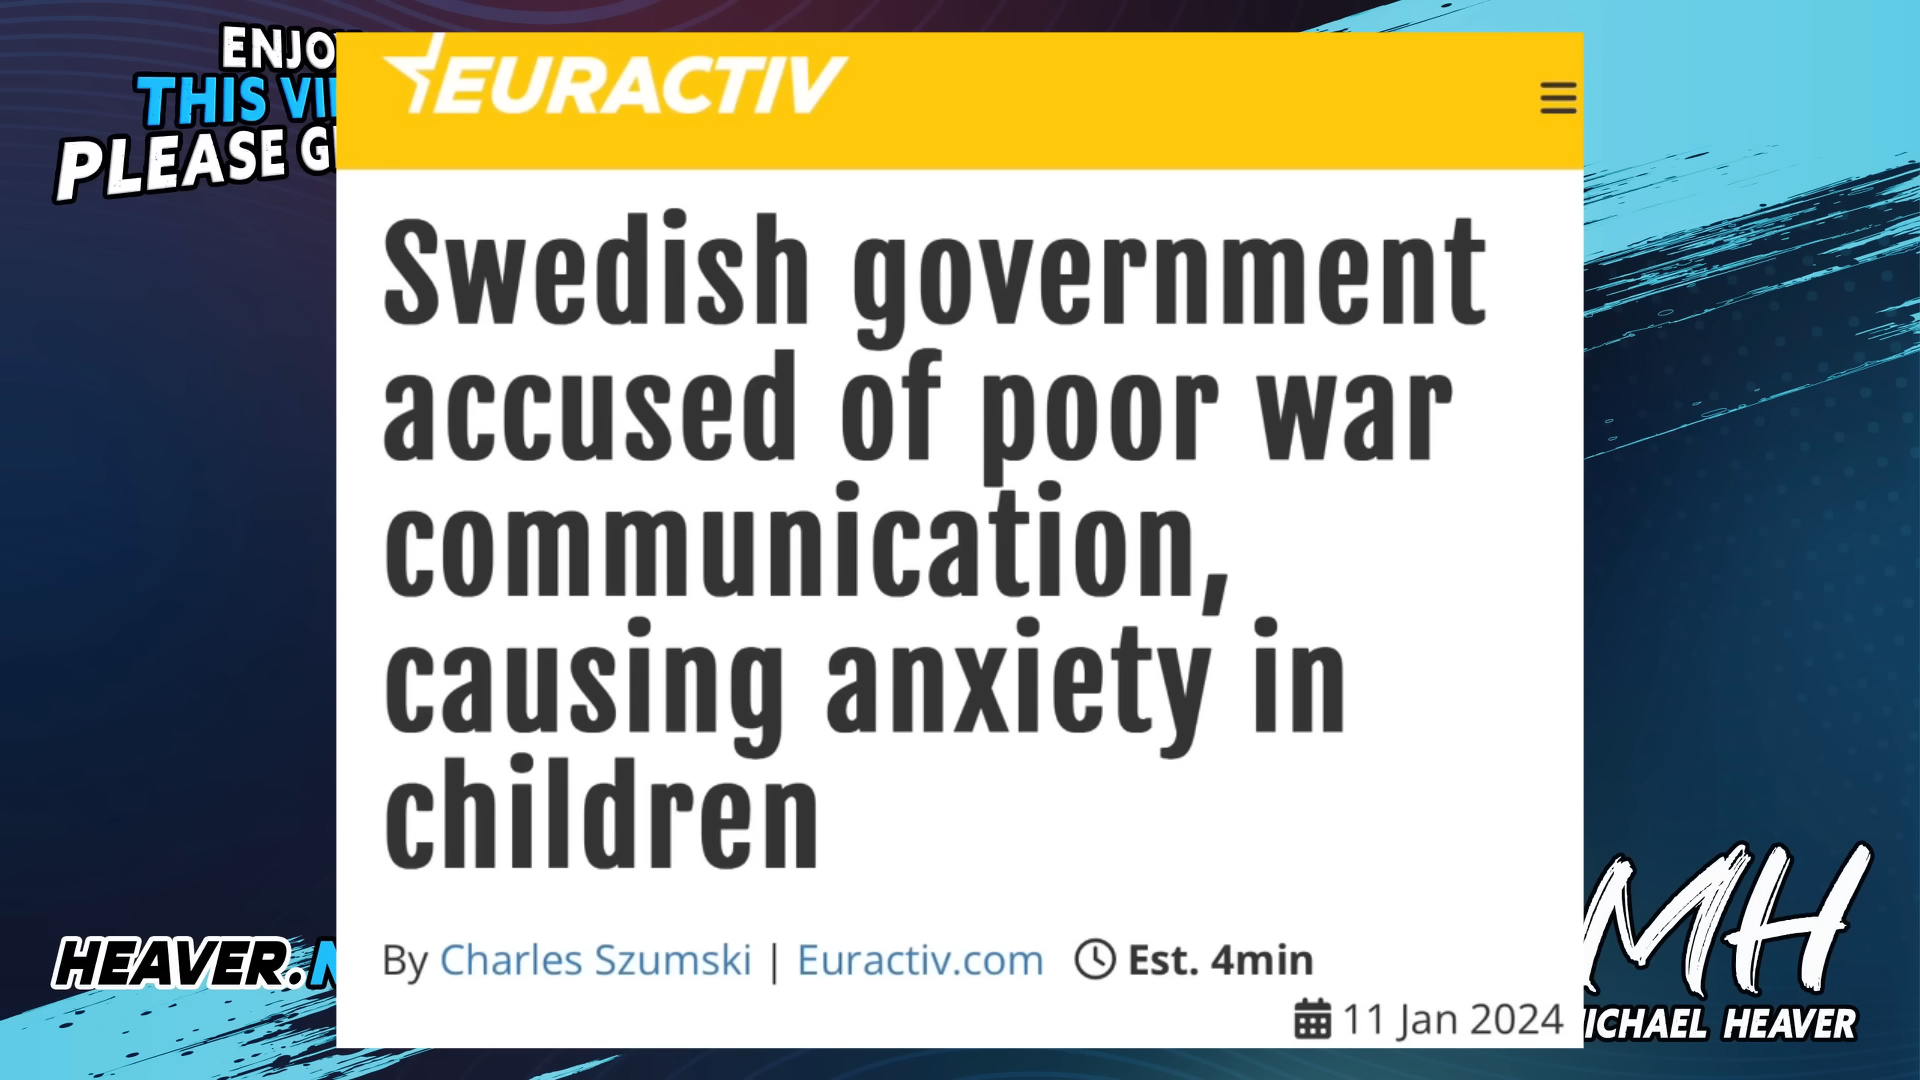 ENJO
THIS VI
PLEASE G
EURACTIV
Swedish government
accused of poor war
communication,
causing anxiety in
children
By Charles Szumski | Euractiv.com Est. 4min
11 Jan 2024
HEAVER.
MH
ICHAEL HEAVER